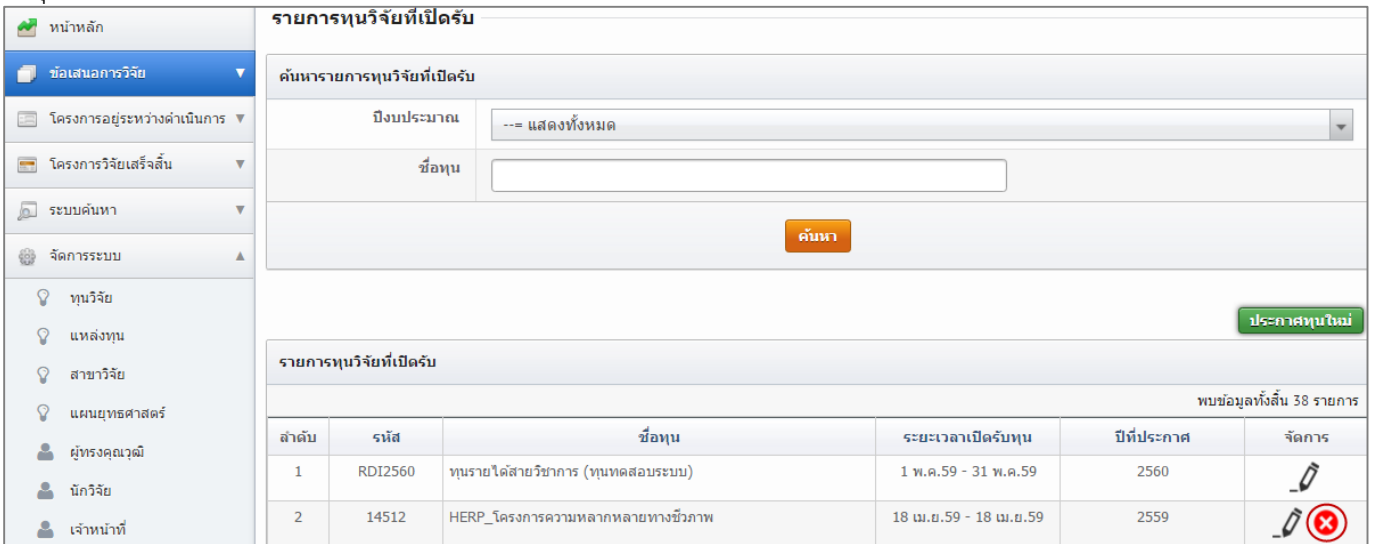 หน้าหลัก
ข้อเสนอการวิจัย
โครงการอยู่ระหว่างดำเนินการ
โครงการวิจัยเสร็จสิ้น
ระบบค้นหา
จัดการระบบ
ทุนวิจัย
แหล่งทุน
สาขาวิจัย
แผนยุทธศาสตร์
ผู้ทรงคุณวุฒิ
นักวิจัย
เจ้าหน้าที่
รายการทุนวิจัยที่เปิดรับ
ค้นหารายการทุนวิจัยที่เปิดรับ
ปีงบประมาณ --= แสดงทั้งหมด
ชื่อทุน
ค้นหา
ประกาศทุนใหม่
รายการทุนวิจัยที่เปิดรับ
พบข้อมูลทั้งสิ้น 38 รายการ
ลำดับ รหัส ชื่อทุน ระยะเวลาเปิดรับทุน ปีที่ประกาศ จัดการ
1 RDI2560 ทุนรายได้สายวิชาการ (ทุนทดสอบระบบ) 1 พ.ค.59 - 31 พ.ค.59 2560
2 14512 HERP_โครงการความหลากหลายทางชีวภาพ 18 เม.ย.59 - 18 เม.ย.59 2559